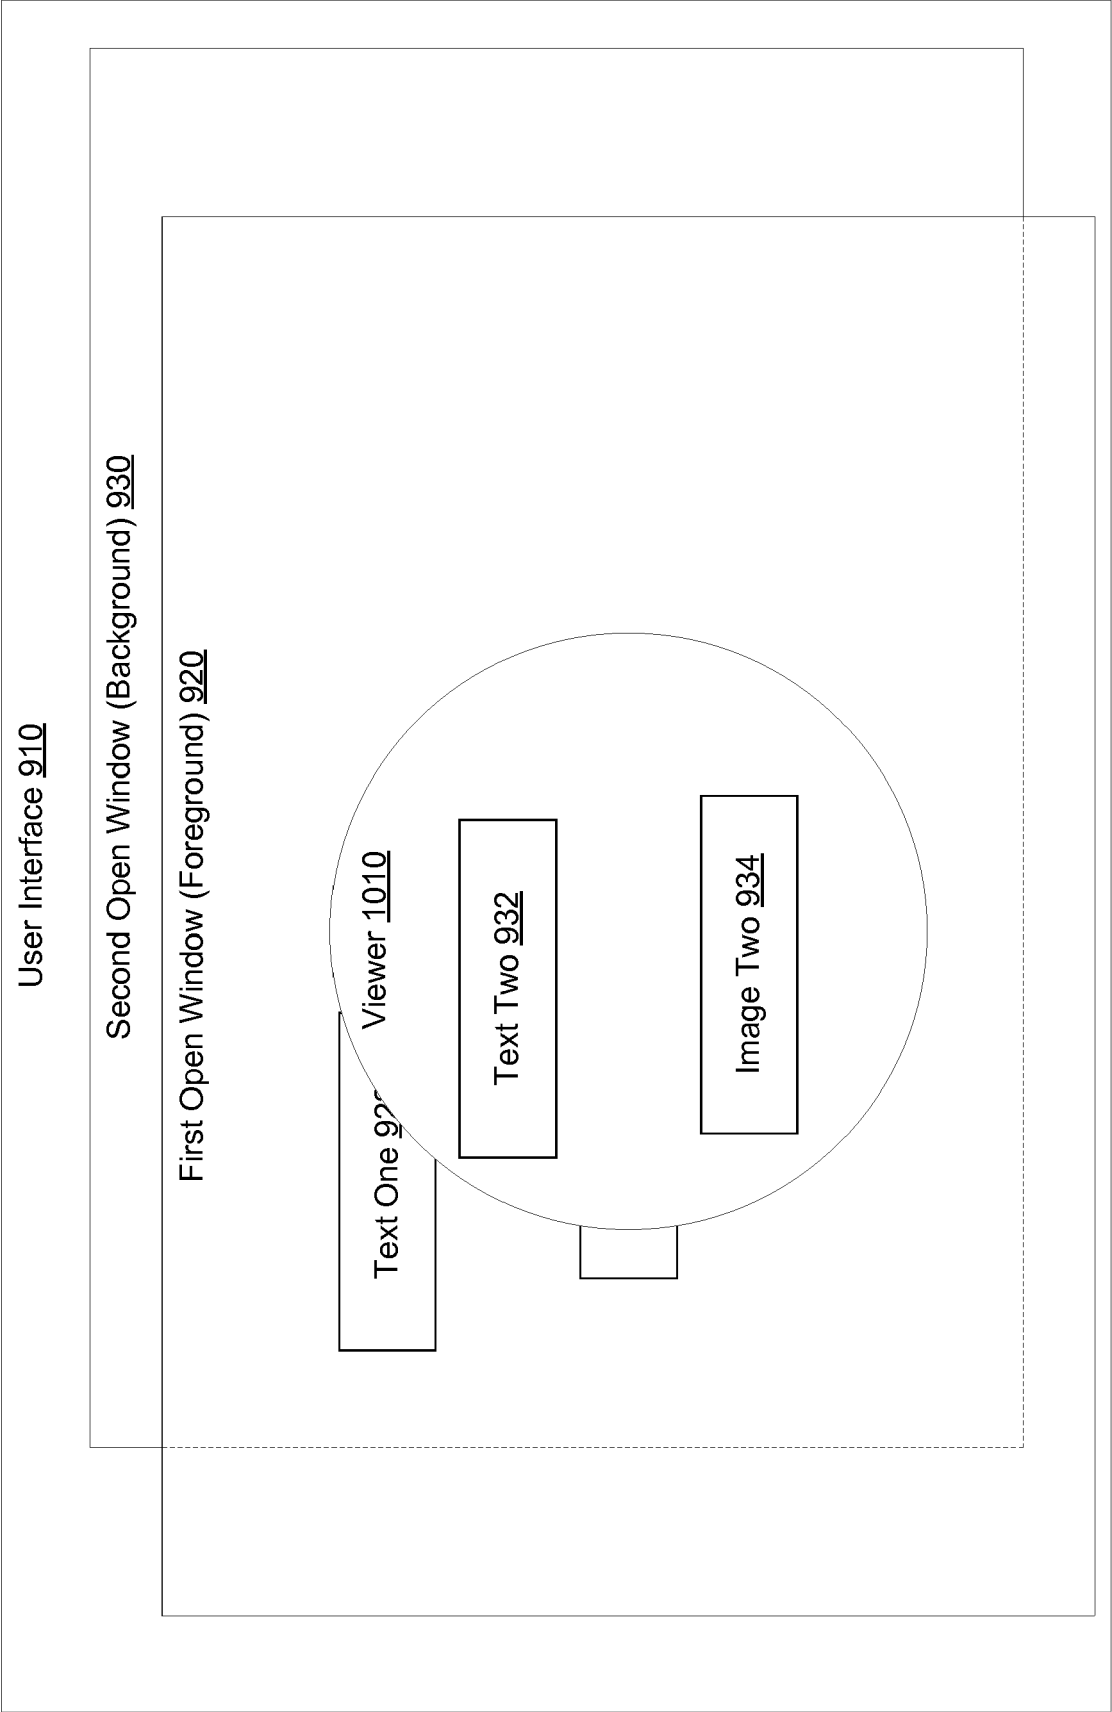 User Interface 910
Second Open Window (Background) 930
First Open Window (Foreground) 920
Viewer 1010
Text One
Text Two 932
Image Two 934